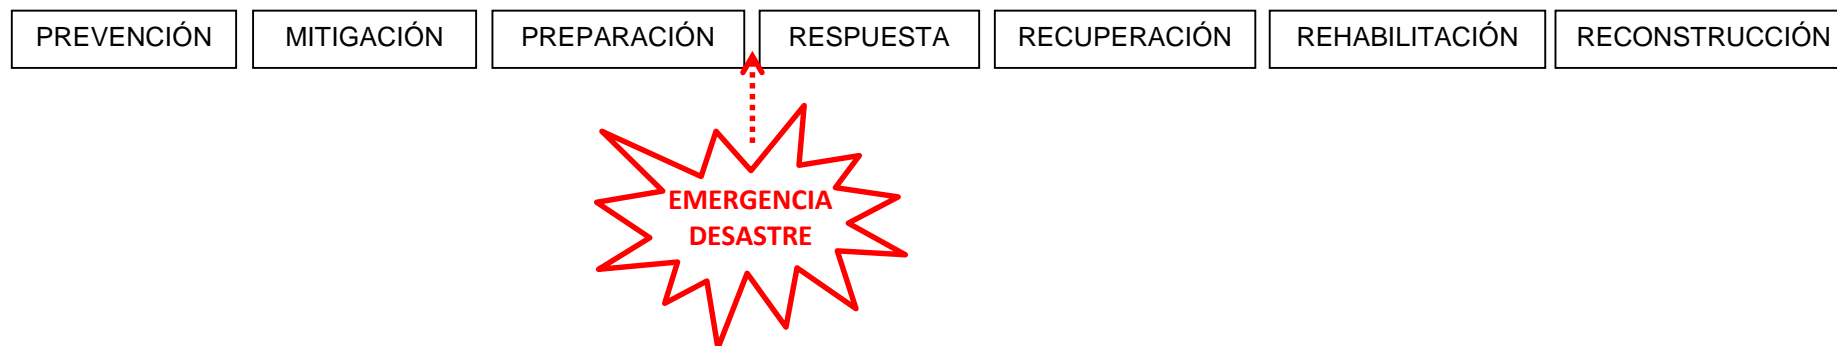 PREVENCIÓN MITIGACIÓN PREPARACIÓN RESPUESTA RECUPERACIÓN REHABILITACIÓN RECONSTRUCCIÓN
EMERGENCIA
DESASTRE